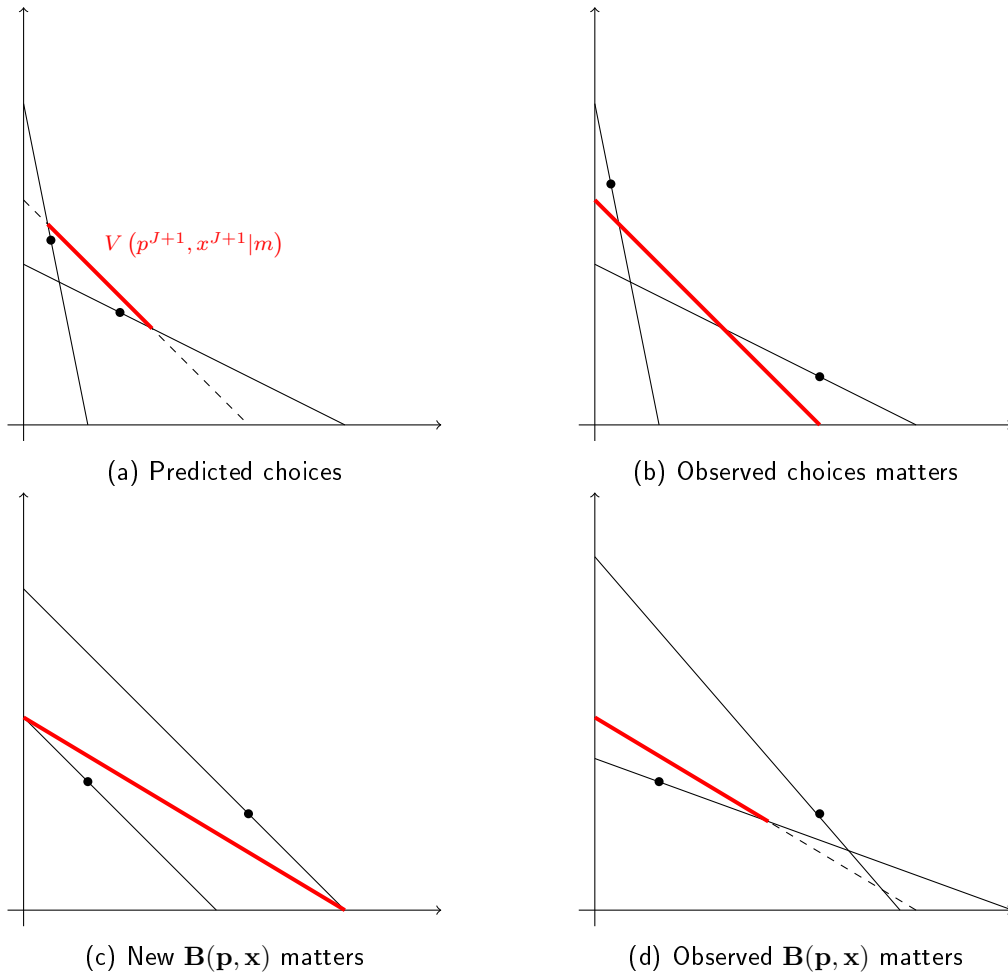 V (p^{J+1}, x^{J+1}|m)
(a) Predicted choices
(b) Observed choices matters
(c) New B(p, x) matters
(d) Observed B(p, x) matters